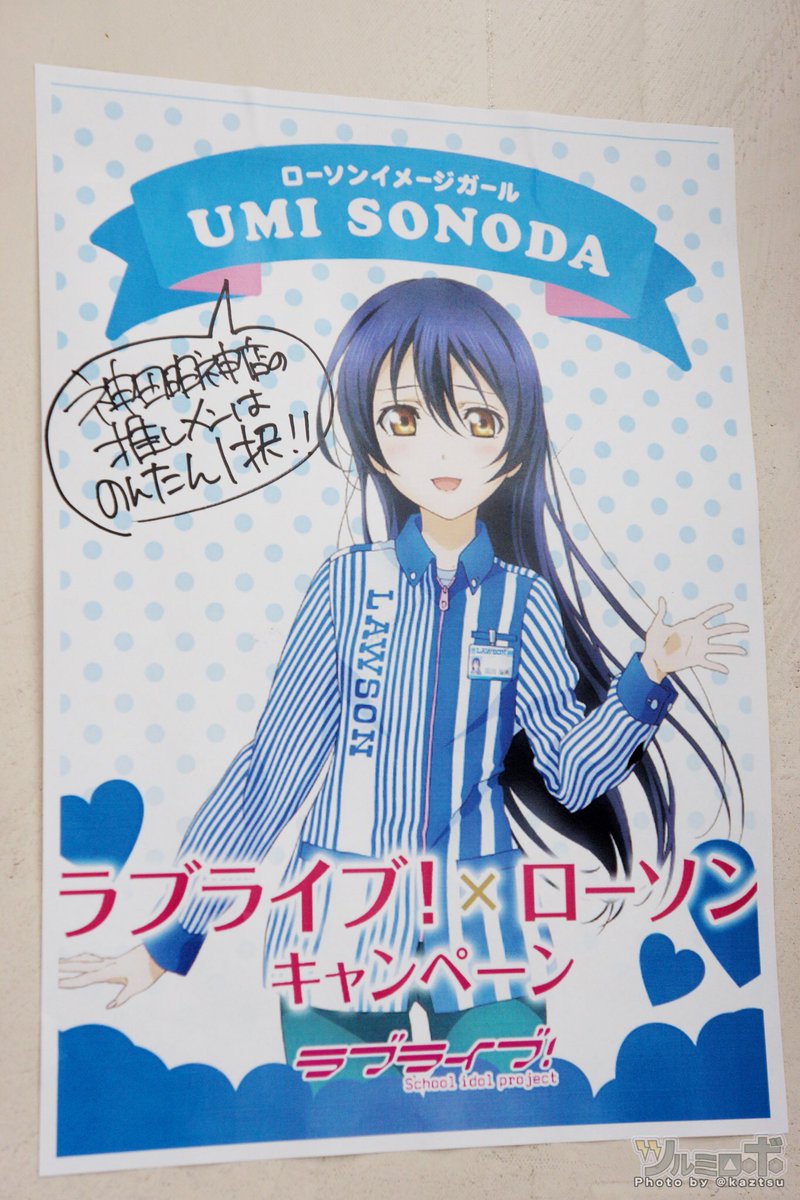 ローソンイメージガール
UMI SONODA
神田明神店の
推しメンは
のんたん1択!!
LAWSON
LAWSON
ラブライブ!×ローソン
キャンペーン
ラブライブ!
School idol project
ツルミロボ
Photo by @kaztsu